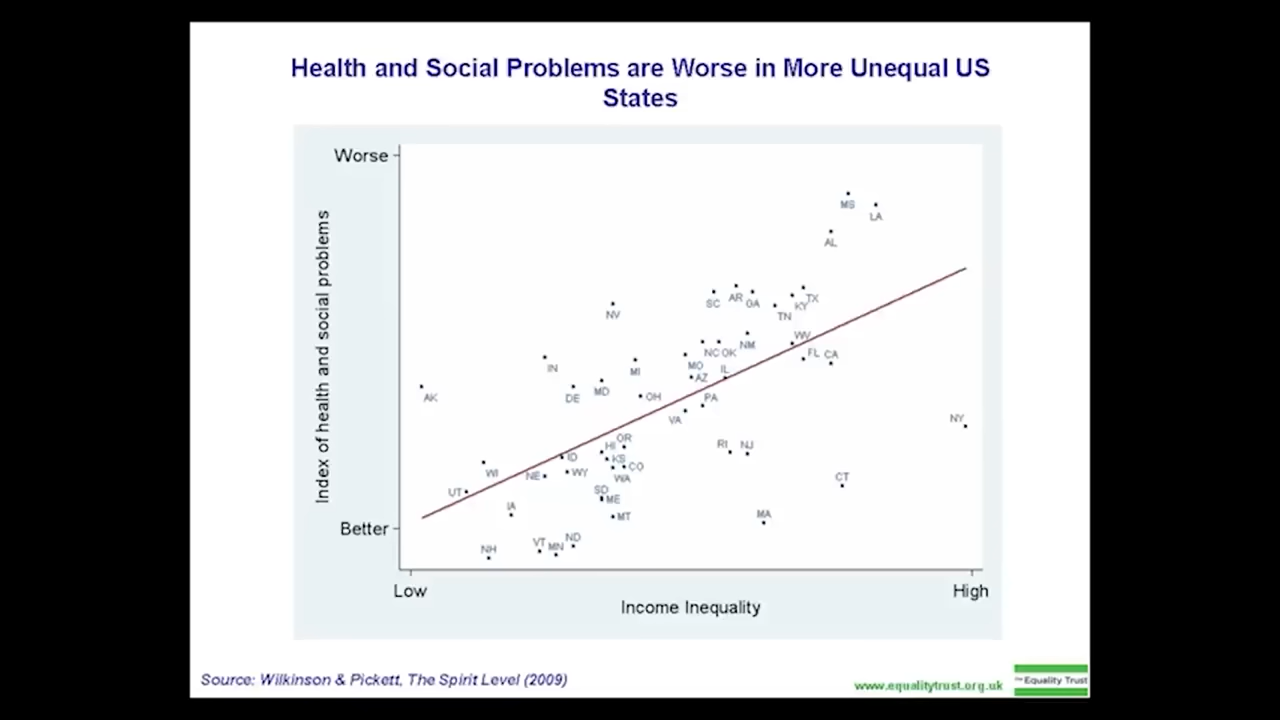 Health and Social Problems are Worse in More Unequal US
States
Worse
Index of health and social problems
MS
LA
AL
SC
AR
GA
TX
KY
TN
NV
WV
NM
NC
OK
FL
CA
IN
MI
MO
IL
AZ
AK
DE
MD
OH
PA
VA
NY
OR
HI
RI
NJ
ID
KS
CO
WI
NE
WY
WA
CT
UT
SD
ME
IA
MT
MA
Better
NH
VT
MN
ND
Low
High
Income Inequality
Source: Wilkinson & Pickett, The Spirit Level (2009)
www.equalitytrust.org.uk
The Equality Trust